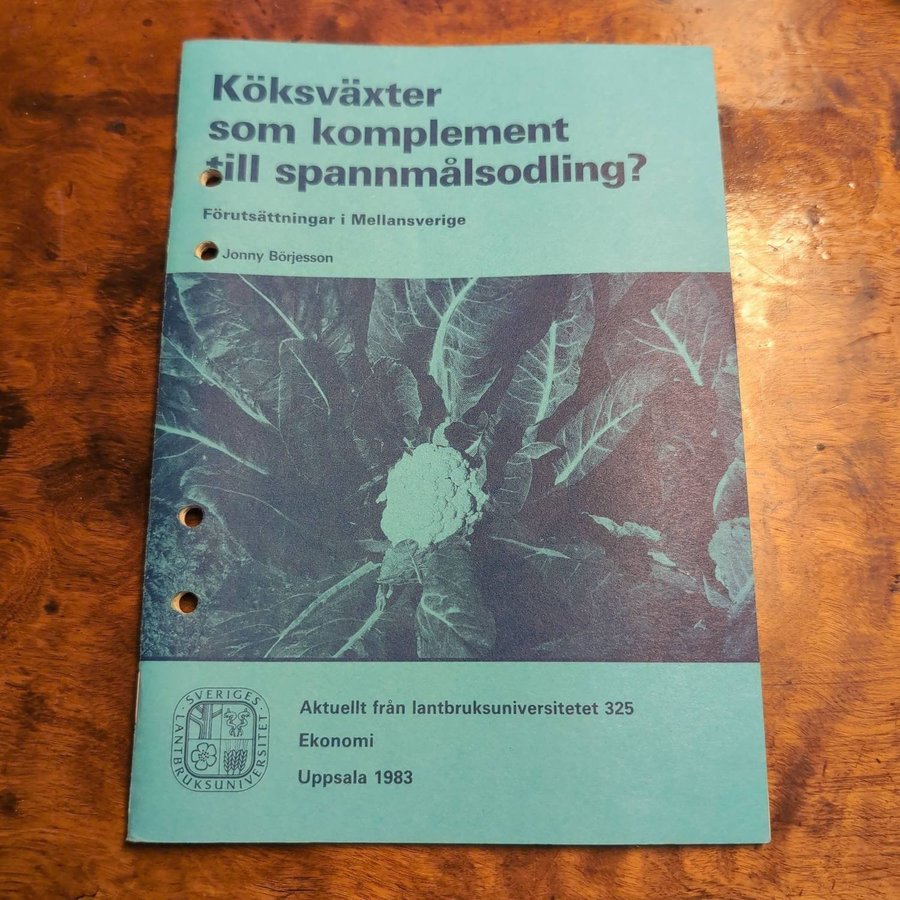 Köksväxter
som komplement
till spannmålsodling?
Förutsättningar i Mellansverige
Jonny Börjesson
SVERIGES
LANTBRUKSUNIVERSITET
Aktuellt från lantbruksuniversitetet 325
Ekonomi
Uppsala 1983